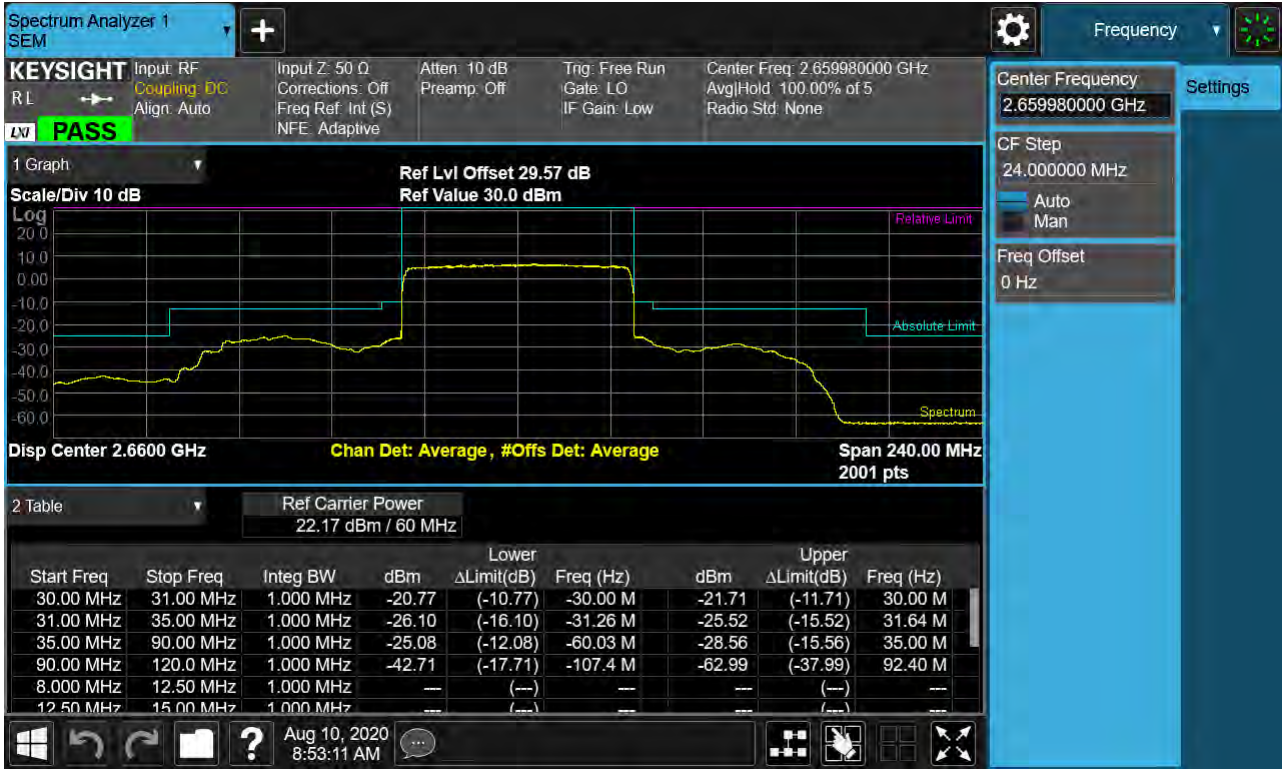 Spectrum Analyzer 1
SEM
Frequency
KEYSIGHT
R L
LXI PASS
Input: RF
Coupling: DC
Align: Auto
Input Z: 50 Ω
Corrections: Off
Freq Ref: Int (S)
NFE: Adaptive
Atten: 10 dB
Preamp: Off
Trig: Free Run
Gate: LO
IF Gain: Low
Center Freq: 2.659980000 GHz
Avg|Hold: 100.00% of 5
Radio Std: None
Center Frequency
2.659980000 GHz
Settings
CF Step
24.000000 MHz
Auto
Man
Freq Offset
0 Hz
1 Graph
Scale/Div 10 dB
Ref Lvl Offset 29.57 dB
Ref Value 30.0 dBm
Log
20.0
10.0
0.00
-10.0
-20.0
-30.0
-40.0
-50.0
-60.0
Relative Limit
Absolute Limit
Spectrum
Disp Center 2.6600 GHz
Chan Det: Average, #Offs Det: Average
Span 240.00 MHz
2001 pts
2 Table
Ref Carrier Power
22.17 dBm / 60 MHz
Lower Upper
Start Freq Stop Freq Integ BW dBm ΔLimit(dB) Freq (Hz) dBm ΔLimit(dB) Freq (Hz)
30.00 MHz 31.00 MHz 1.000 MHz -20.77 (-10.77) -30.00 M -21.71 (-11.71) 30.00 M
31.00 MHz 35.00 MHz 1.000 MHz -26.10 (-16.10) -31.26 M -25.52 (-15.52) 31.64 M
35.00 MHz 90.00 MHz 1.000 MHz -25.08 (-12.08) -60.03 M -28.56 (-15.56) 35.00 M
90.00 MHz 120.0 MHz 1.000 MHz -42.71 (-17.71) -107.4 M -62.99 (-37.99) 92.40 M
8.000 MHz 12.50 MHz 1.000 MHz --- (---) --- --- (---) ---
12.50 MHz 15.00 MHz 1.000 MHz --- (---) --- --- (---) ---
? Aug 10, 2020
8:53:11 AM